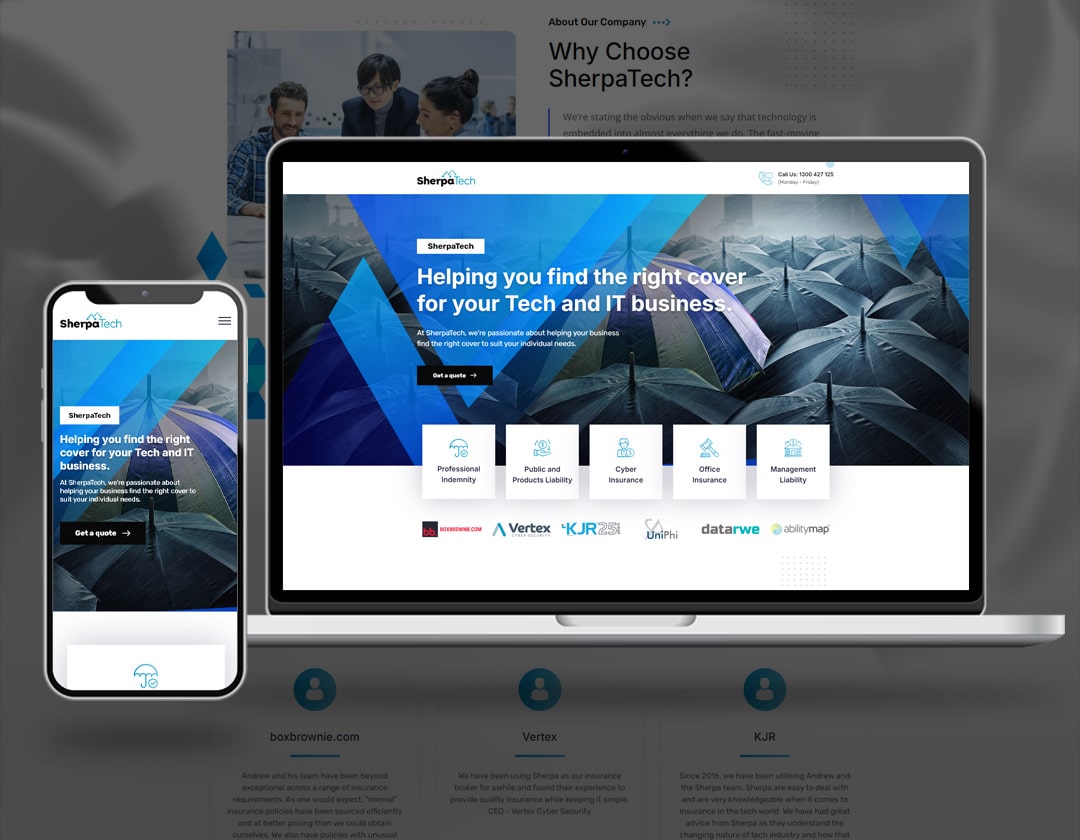 About Our Company
Why Choose
SherpaTech?
We're stating the obvious when we say that technology is
embedded into almost everything we do. The fast-moving
SherpaTech
Call Us: 1300 427 125
(Monday - Friday)
SherpaTech
Helping you find the right cover
for your Tech and IT business.
At SherpaTech, we're passionate about helping your business
find the right cover to suit your individual needs.
Get a quote
Professional
Indemnity
Public and
Products Liability
Cyber
Insurance
Office
Insurance
Management
Liability
bb BOXBROWNIE.COM
Vertex
CYBER SECURITY
KJR 25
UniPhi
datarwe
abilitymap
SherpaTech
SherpaTech
Helping you find the right
cover for your Tech and IT
business.
At SherpaTech, we're passionate about
helping your business find the right cover to
suit your individual needs.
Get a quote
boxbrownie.com
Andrew and his team have been beyond
exceptional across a range of insurance
requirements. As one would expect, "normal"
insurance policies have been sourced efficiently
and at better pricing than we could obtain
ourselves. We also have policies with unusual
Vertex
We have been using Sherpa as our insurance
broker for awhile and found their experience to
provide quality insurance while keeping it simple.
CEO – Vertex Cyber Security
KJR
Since 2016, we have been utilising Andrew and
the Sherpa team. Sherpa are easy to deal with
and are very knowledgeable when it comes to
insurance in the tech world. We have had great
advice from Sherpa as they understand the
changing nature of tech industry and how that